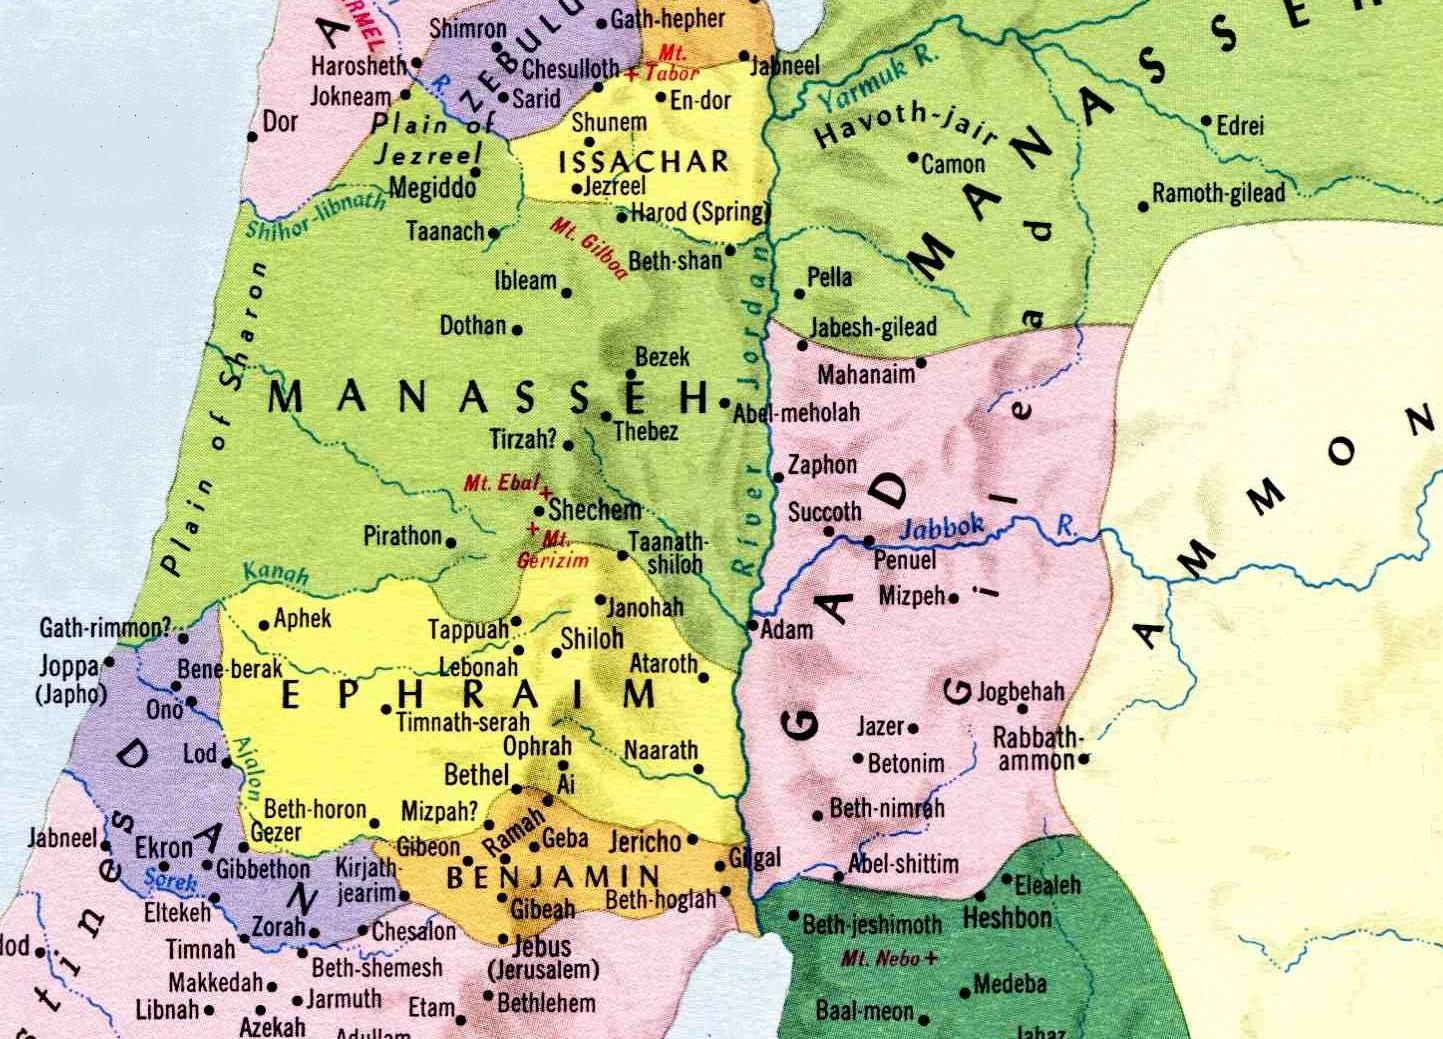 A
ARMEL
Shimron
Gath-hepher
ZEBULU
Harosheth
R.
Chesulloth
Mt.
Tabor
Jabneel
Jokneam
Sarid
En-dor
Yarmuk R.
MANASSEH
Dor
Plain of
Jezreel
Shunem
Havoth-jair
Edrei
ISSACHAR
Camon
Megiddo
Jezreel
Ramoth-gilead
Shihor-libnath
Harod (Spring)
Taanach
Mt. Gilboa
Beth-shan
Gilead
Ibleam
Pella
Plain of Sharon
River Jordan
Dothan
Jabesh-gilead
Bezek
Mahanaim
MANASSEH
Abel-meholah
Thebez
Tirzah?
AMMON
Zaphon
GAD
Mt. Ebal
Shechem
Succoth
Jabbok R.
Pirathon
Mt.
Gerizim
Taanath-
shiloh
Penuel
Kanah
Mizpeh
Janohah
Aphek
Gath-rimmon?
Tappuah
Adam
Shiloh
Joppa
(Japho)
Bene-berak
Lebonah
Ataroth
EPHRAIM
Jogbehah
Ono
Timnath-serah
Jazer
Rabbath-
ammon
Ophrah
Naarath
Lod
Ajalon
Betonim
DAN
Bethel
Ai
Beth-horon
Mizpah?
Beth-nimrah
Gezer
Ramah
Jabneel
Ekron
Gibeon
Geba
Jericho
Gilgal
Gibbethon
Kirjath-
jearim
BENJAMIN
Abel-shittim
Sorek
Elealeh
Eltekeh
Gibeah
Beth-hoglah
Heshbon
Zorah
Chesalon
Beth-jeshimoth
stines
dod
Timnah
Jebus
(Jerusalem)
Mt. Nebo
Beth-shemesh
Makkedah
Medeba
Jarmuth
Bethlehem
Libnah
Etam
Baal-meon
Azekah
Adullam
Jahaz